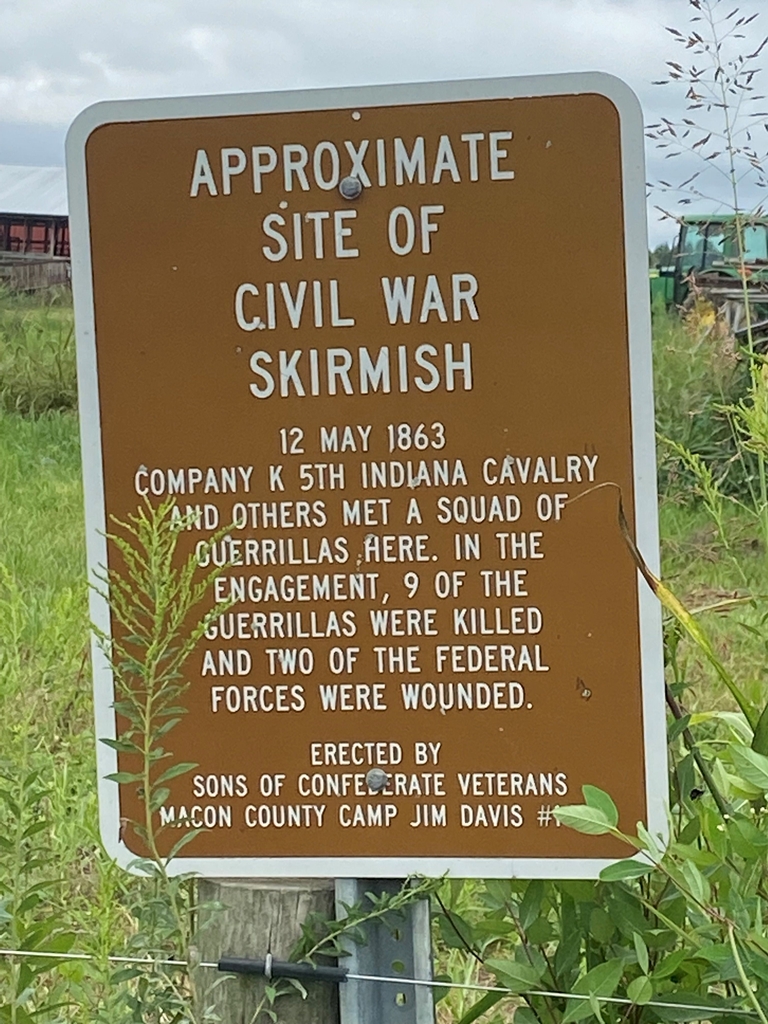 APPROXIMATE
SITE OF
CIVIL WAR
SKIRMISH
12 MAY 1863
COMPANY K 5TH INDIANA CAVALRY
AND OTHERS MET A SQUAD OF
GUERRILLAS HERE. IN THE
ENGAGEMENT, 9 OF THE
GUERRILLAS WERE KILLED
AND TWO OF THE FEDERAL
FORCES WERE WOUNDED.
ERECTED BY
SONS OF CONFEDERATE VETERANS
MACON COUNTY CAMP JIM DAVIS